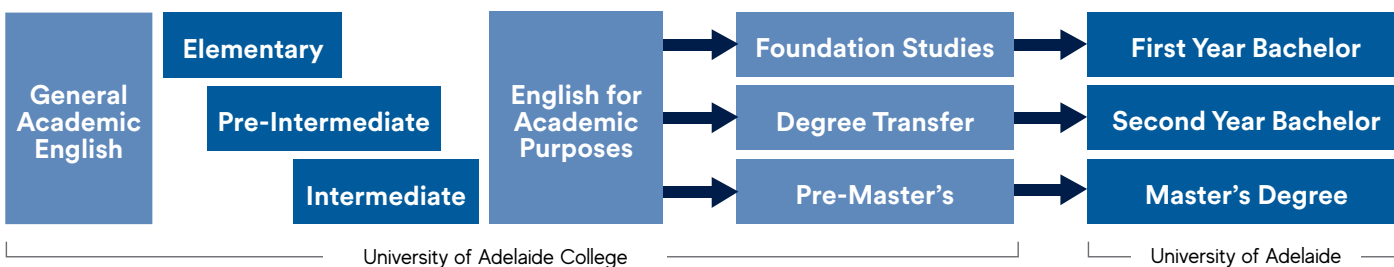 General
Academic
English
Elementary
Pre-Intermediate
Intermediate
English for
Academic
Purposes
Foundation Studies
Degree Transfer
Pre-Master’s
First Year Bachelor
Second Year Bachelor
Master’s Degree
University of Adelaide College
University of Adelaide